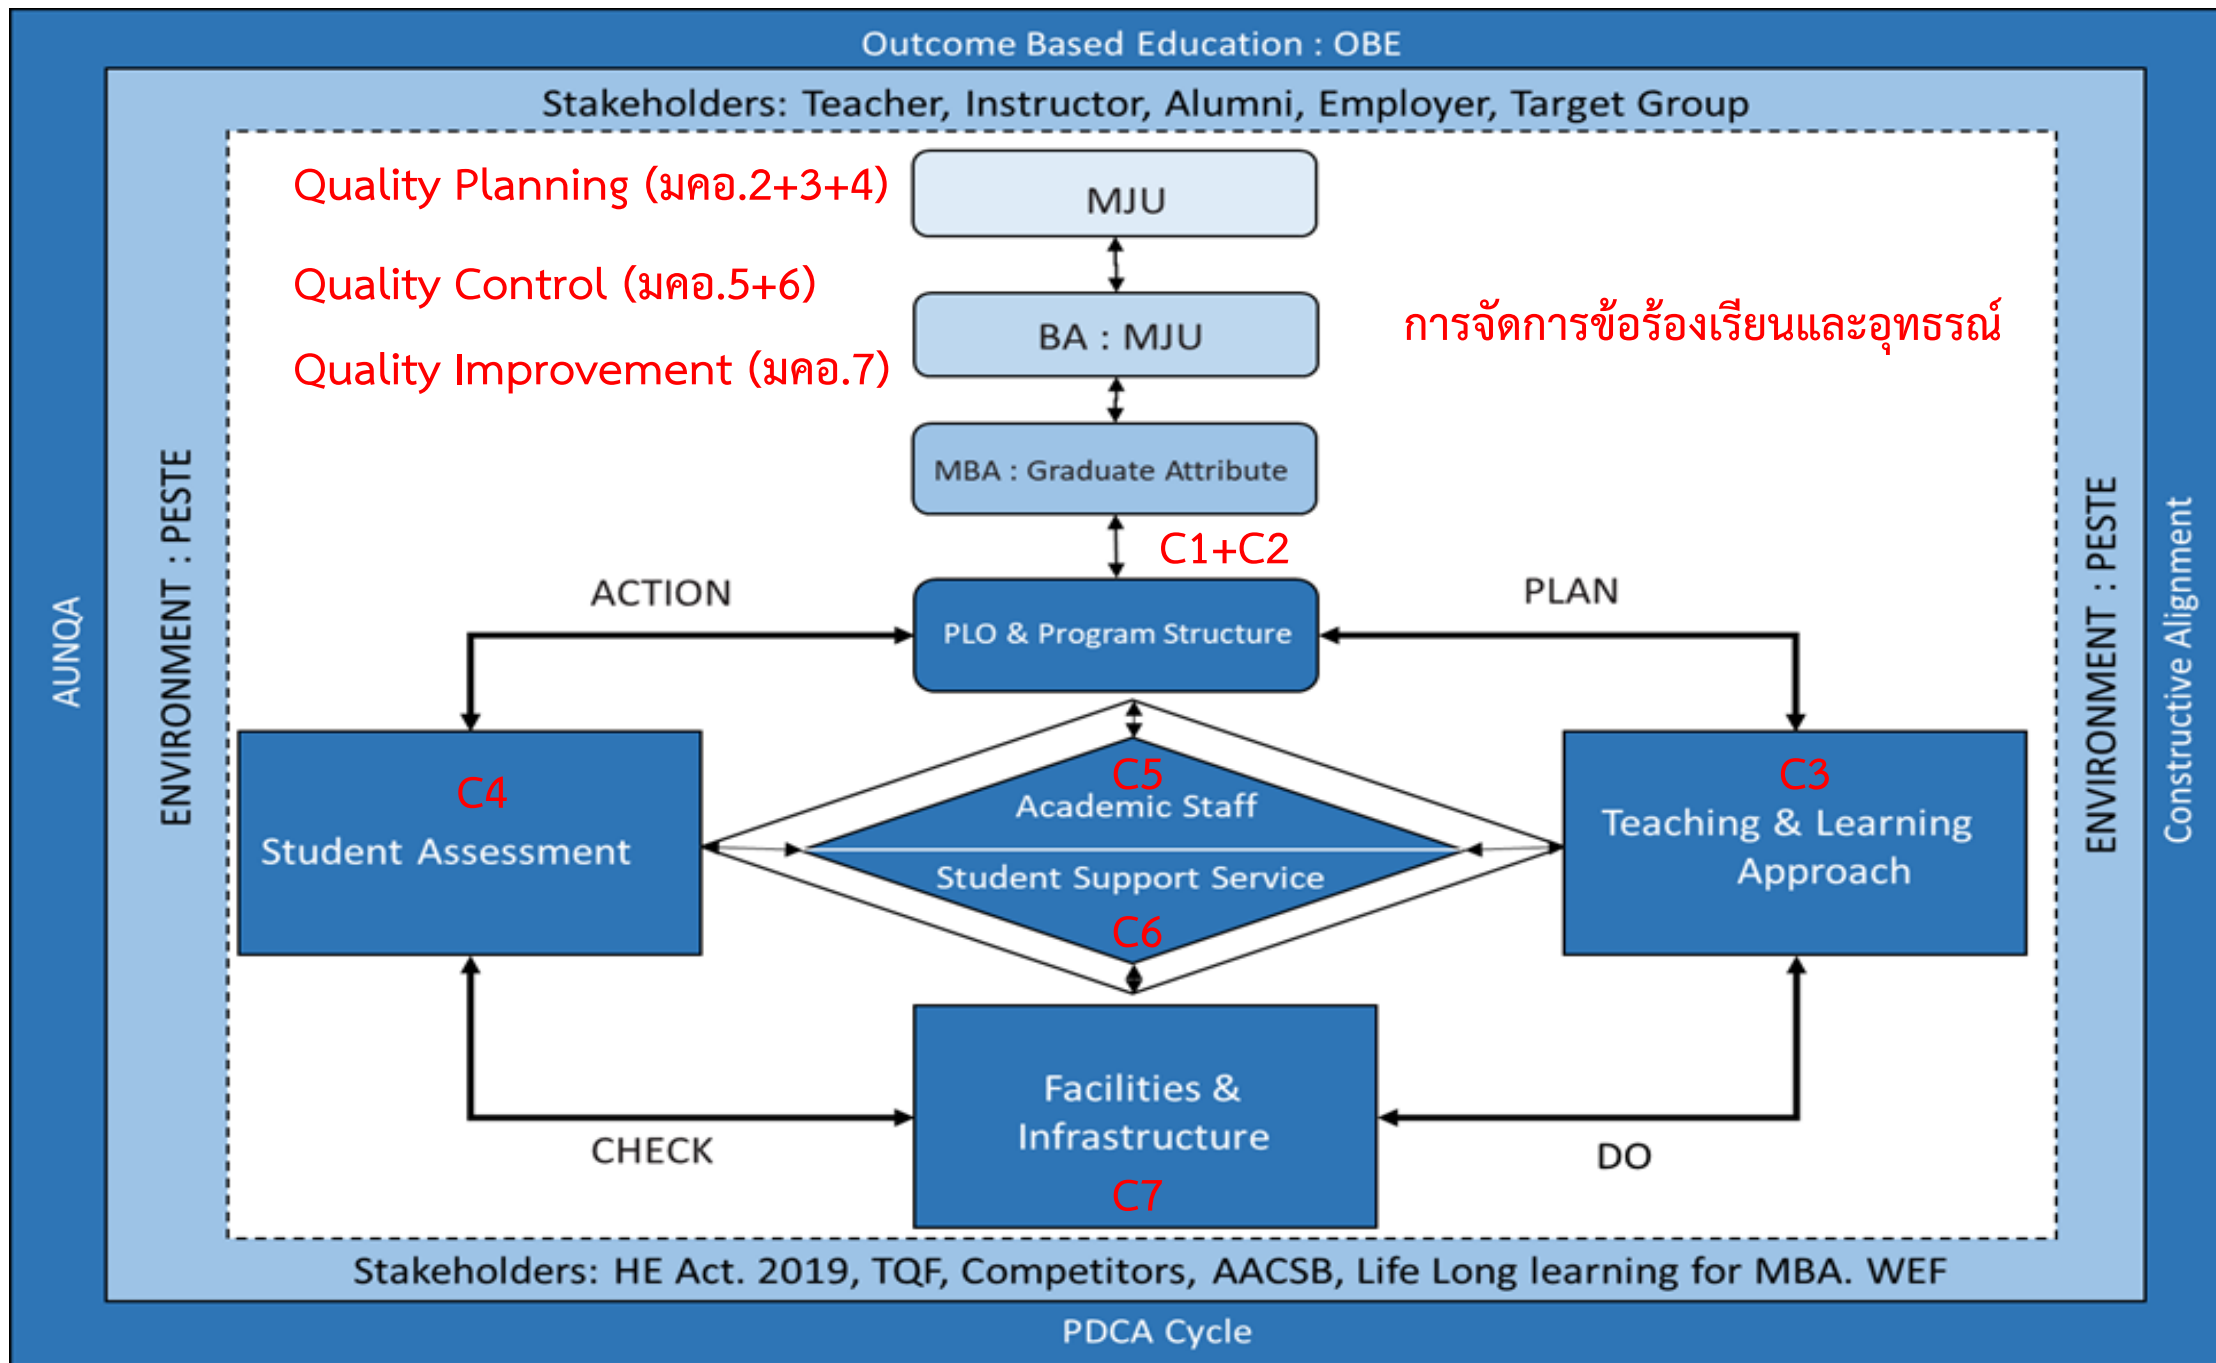 Outcome Based Education : OBE
Stakeholders: Teacher, Instructor, Alumni, Employer, Target Group
Quality Planning (มคอ.2+3+4)
MJU
Quality Control (มคอ.5+6)
BA : MJU
การจัดการข้อร้องเรียนและอุทธรณ์
Quality Improvement (มคอ.7)
MBA : Graduate Attribute
C1+C2
ACTION
PLAN
PLO & Program Structure
AUNQA
ENVIRONMENT : PESTE
ENVIRONMENT : PESTE
Constructive Alignment
C4
Student Assessment
C5
Academic Staff
Student Support Service
C6
C3
Teaching & Learning
Approach
Facilities &
Infrastructure
C7
CHECK
DO
Stakeholders: HE Act. 2019, TQF, Competitors, AACSB, Life Long learning for MBA. WEF
PDCA Cycle